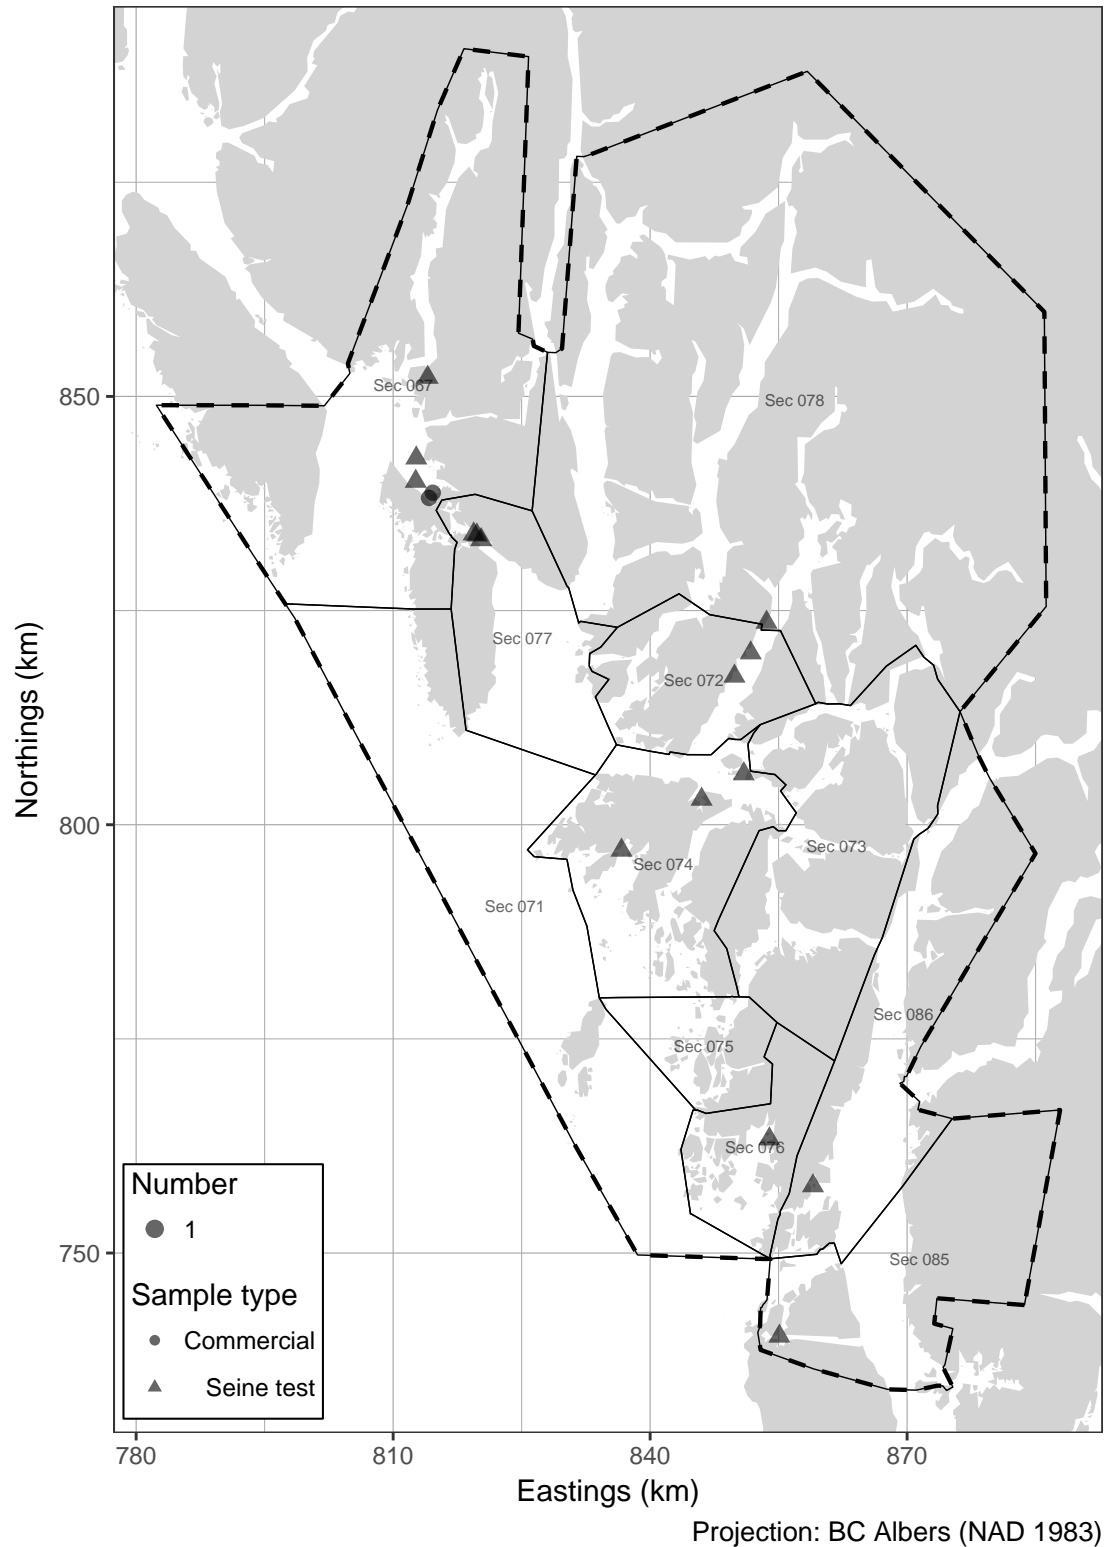 Sec 067
850
Sec 078
Sec 077
Sec 072
Northings (km)
800
Sec 073
Sec 074
Sec 071
Sec 086
Sec 075
Sec 076
Number
1
750
Sec 085
Sample type
Commercial
Seine test
780
810
840
870
Eastings (km)
Projection: BC Albers (NAD 1983)